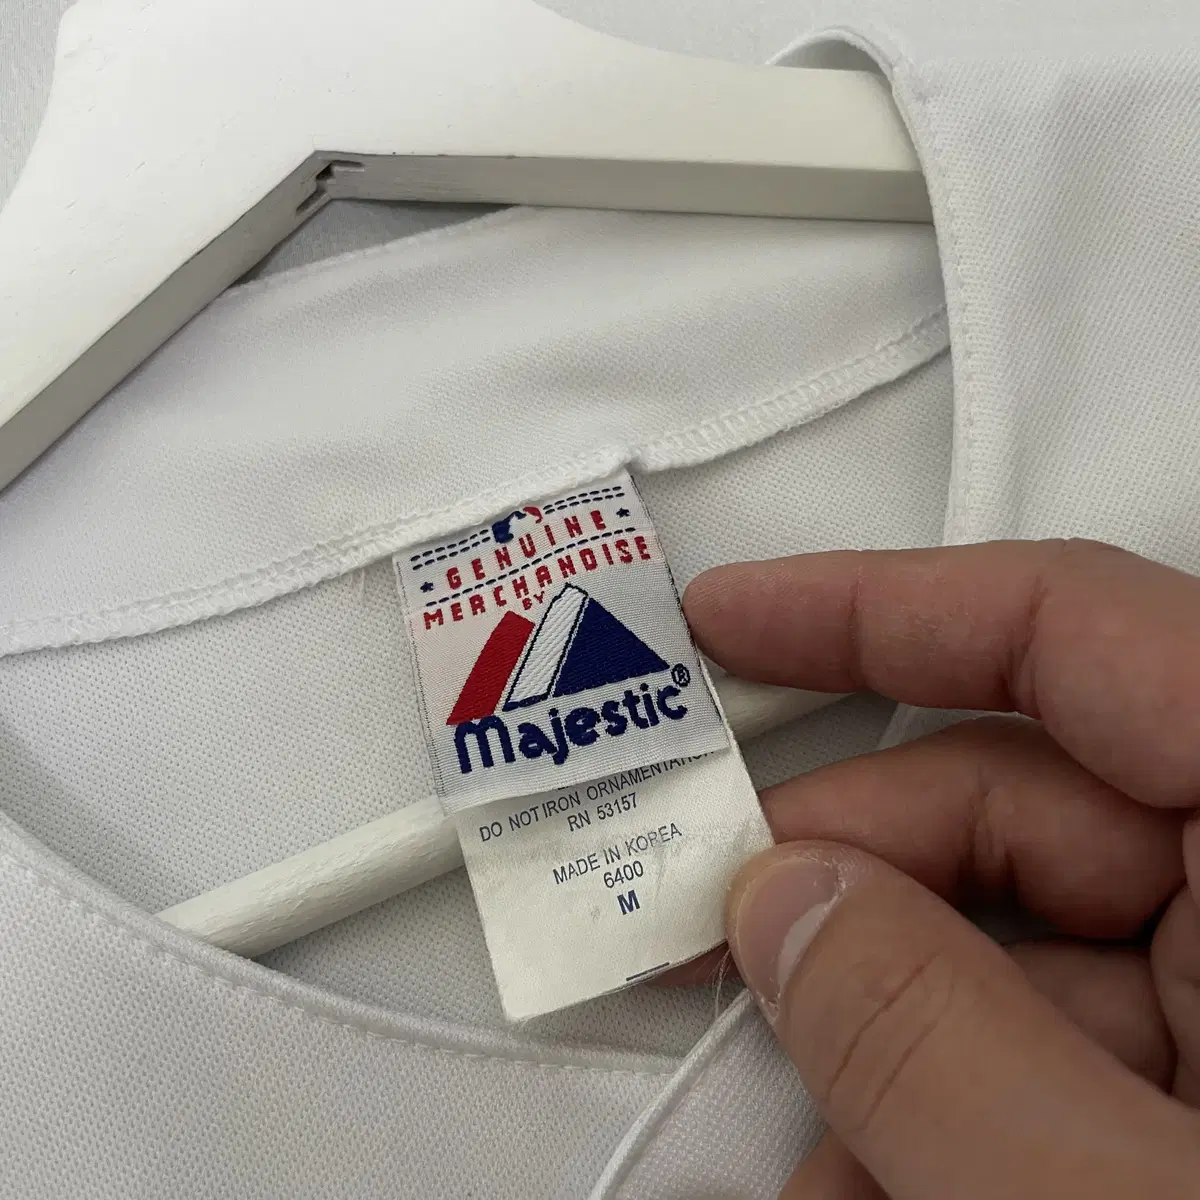 GENUINE
MERCHANDISE
BY
majestic®
DO NOT IRON ORNAMENTATION
RN 53157
MADE IN KOREA
6400
M